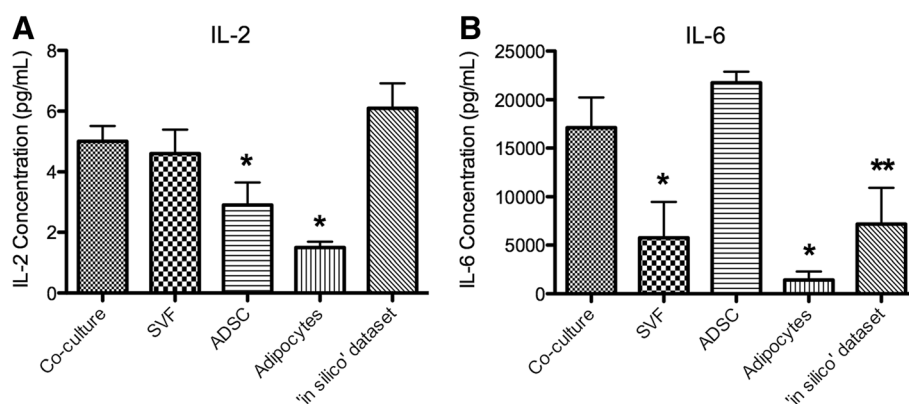 A
IL-2
IL-2 Concentration (pg/mL)
8
6
4
2
0
*
*
Co-culture
SVF
ADSC
Adipocytes
'in silico' dataset
B
IL-6
IL-6 Concentration (pg/mL)
25000
20000
15000
10000
5000
0
*
*
**
Co-culture
SVF
ADSC
Adipocytes
'in silico' dataset